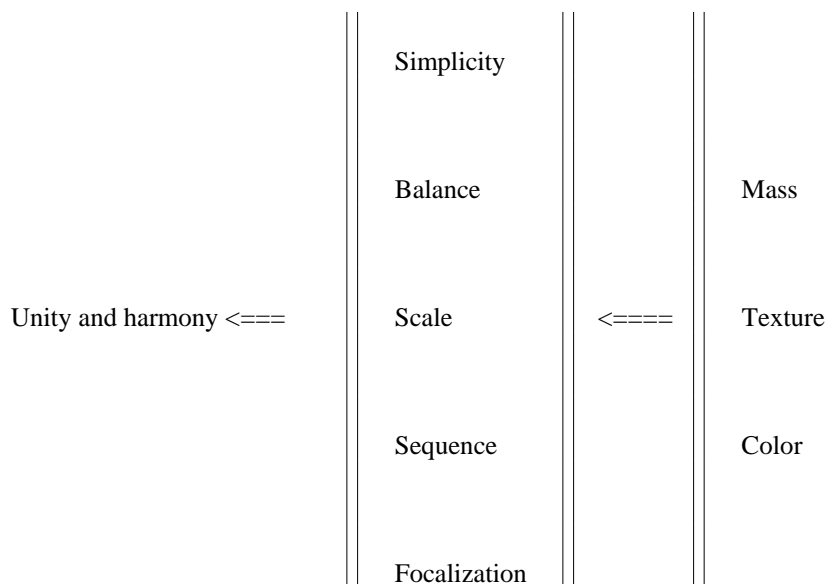 Simplicity
Balance Mass
Unity and harmony <=== Scale <==== Texture
Sequence Color
Focalization